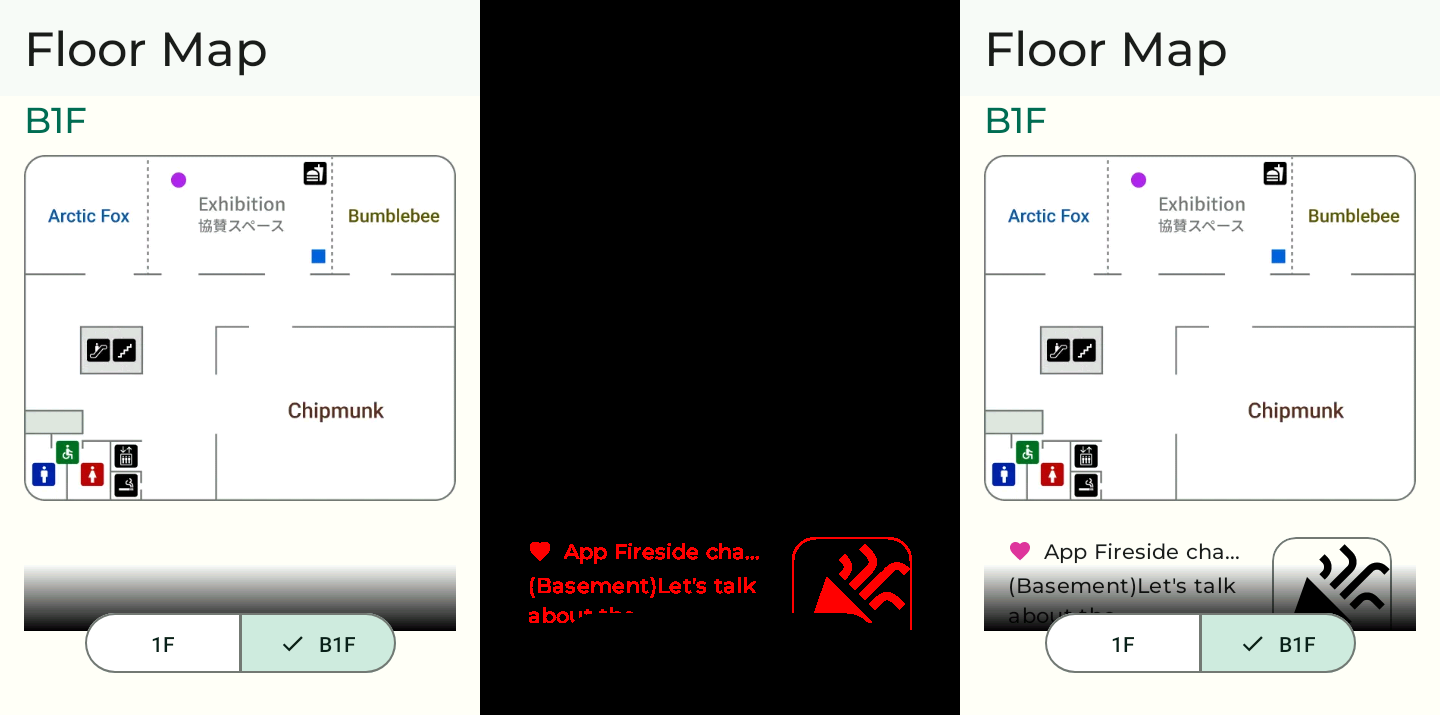 Floor Map
B1F
Arctic Fox
Exhibition
協賛スペース
Bumblebee
Chipmunk
1F
B1F
App Fireside cha...
(Basement)Let's talk
about the
Floor Map
B1F
Arctic Fox
Exhibition
協賛スペース
Bumblebee
Chipmunk
App Fireside cha...
(Basement)Let's talk
about the
1F
B1F